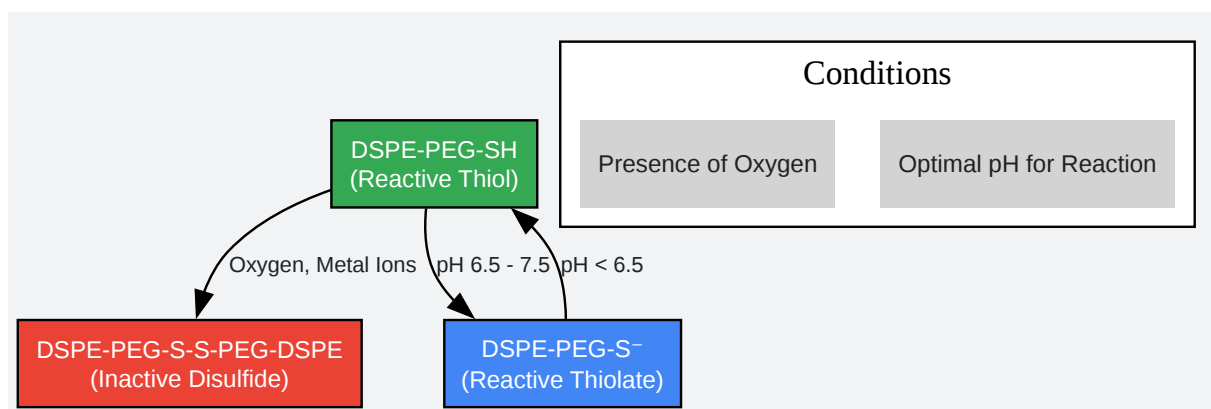 Conditions
Presence of Oxygen
Optimal pH for Reaction
DSPE-PEG-SH
(Reactive Thiol)
Oxygen, Metal Ions
pH 6.5 - 7.5
pH < 6.5
DSPE-PEG-S-S-PEG-DSPE
(Inactive Disulfide)
DSPE-PEG-S⁻
(Reactive Thiolate)